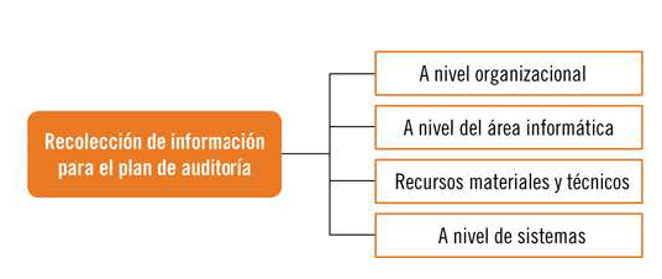 Recolección de información
para el plan de auditoría
A nivel organizacional
A nivel del área informática
Recursos materiales y técnicos
A nivel de sistemas